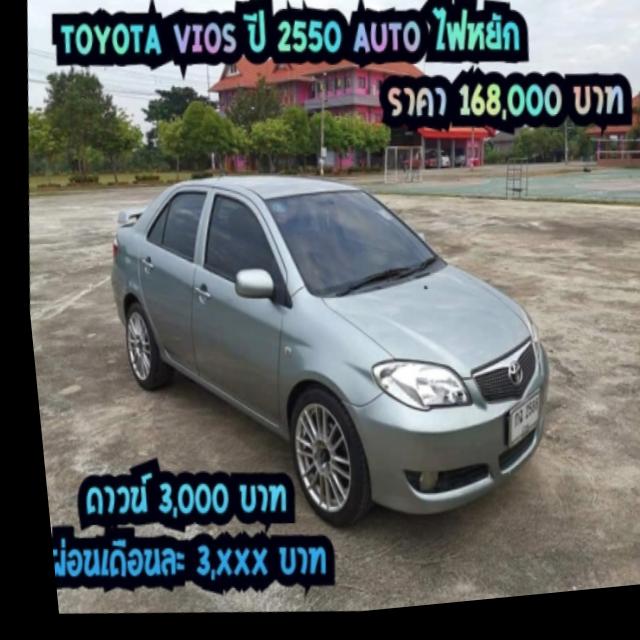 TOYOTA VIOS ปี 2550 AUTO ไฟหยัก
ราคา 168,000 บาท
ดาวน์ 3,000 บาท
ผ่อนเดือนละ 3,xxx บาท